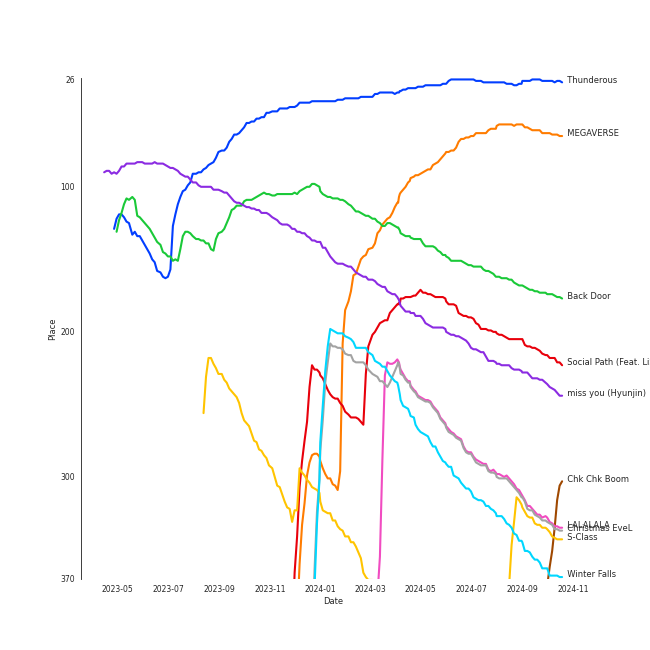 26
Thunderous
MEGAVERSE
100
Back Door
Place
200
Social Path (Feat. Li
miss you (Hyunjin)
300
Chk Chk Boom
LALALALA
Christmas EveL
S-Class
Winter Falls
370
2023-05 2023-07 2023-09 2023-11 2024-01 2024-03 2024-05 2024-07 2024-09 2024-11
Date